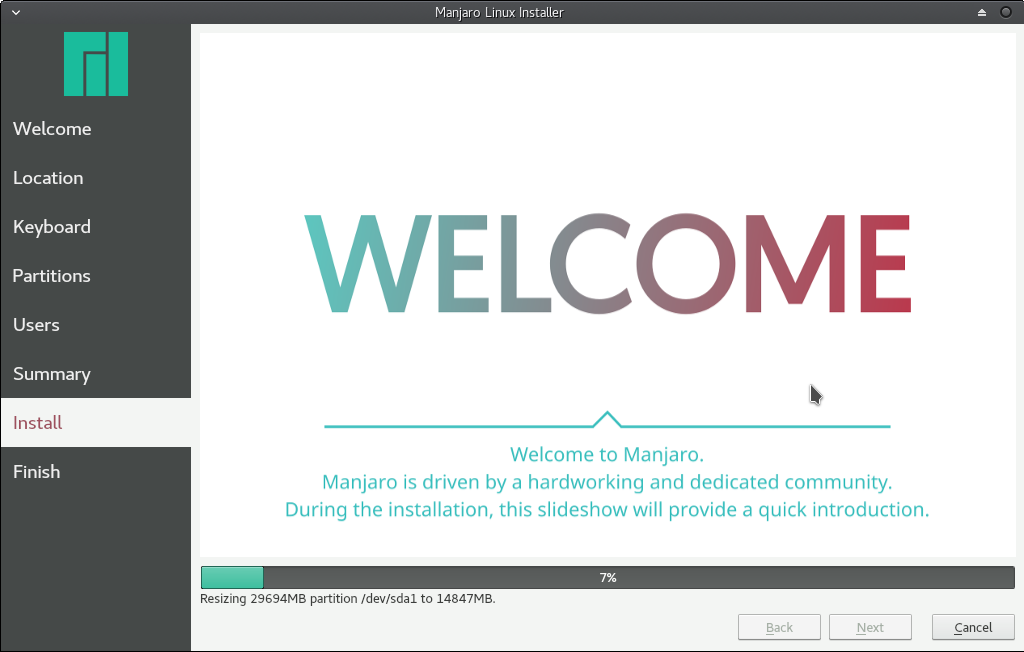 Manjaro Linux Installer
Welcome
Location
Keyboard
Partitions
Users
Summary
Install
Finish
WELCOME
Welcome to Manjaro.
Manjaro is driven by a hardworking and dedicated community.
During the installation, this slideshow will provide a quick introduction.
7%
Resizing 29694MB partition /dev/sda1 to 14847MB.
Back
Next
Cancel